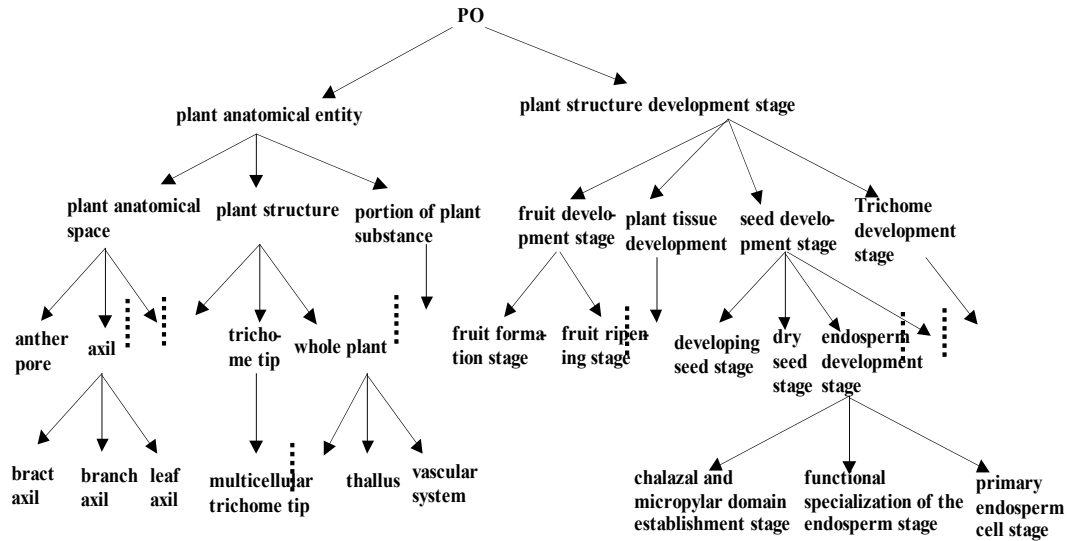 PO
plant anatomical entity
plant structure development stage
plant anatomical
space
plant structure
portion of plant
substance
fruit develo-
pment stage
plant tissue
development
seed develo-
pment stage
Trichome
development
stage
anther
pore
axil
tricho-
me tip
whole plant
fruit forma-
tion stage
fruit ripen-
ing stage
developing
seed stage
dry
seed
stage
endosperm
development
stage
bract
axil
branch
axil
leaf
axil
multicellular
trichome tip
thallus
vascular
system
chalazal and
micropylar domain
establishment stage
functional
specialization of the
endosperm stage
primary
endosperm
cell stage